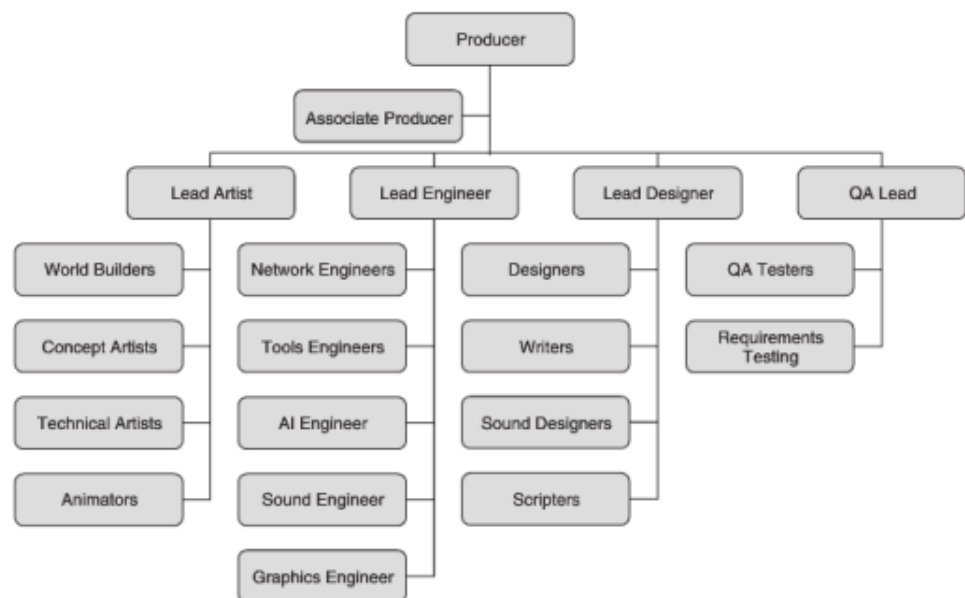 Producer
Associate Producer
Lead Artist
Lead Engineer
Lead Designer
QA Lead
World Builders
Network Engineers
Designers
QA Testers
Concept Artists
Tools Engineers
Writers
Requirements
Testing
Technical Artists
AI Engineer
Sound Designers
Animators
Sound Engineer
Scripters
Graphics Engineer